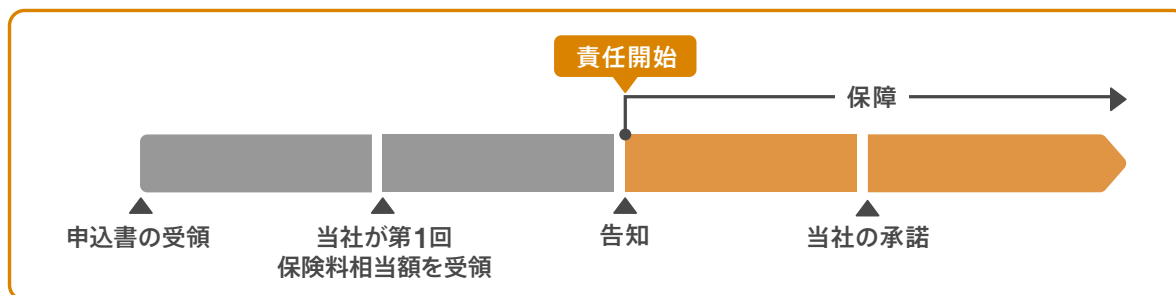 責任開始
保障
申込書の受領
当社が第1回
保険料相当額を受領
告知
当社の承諾